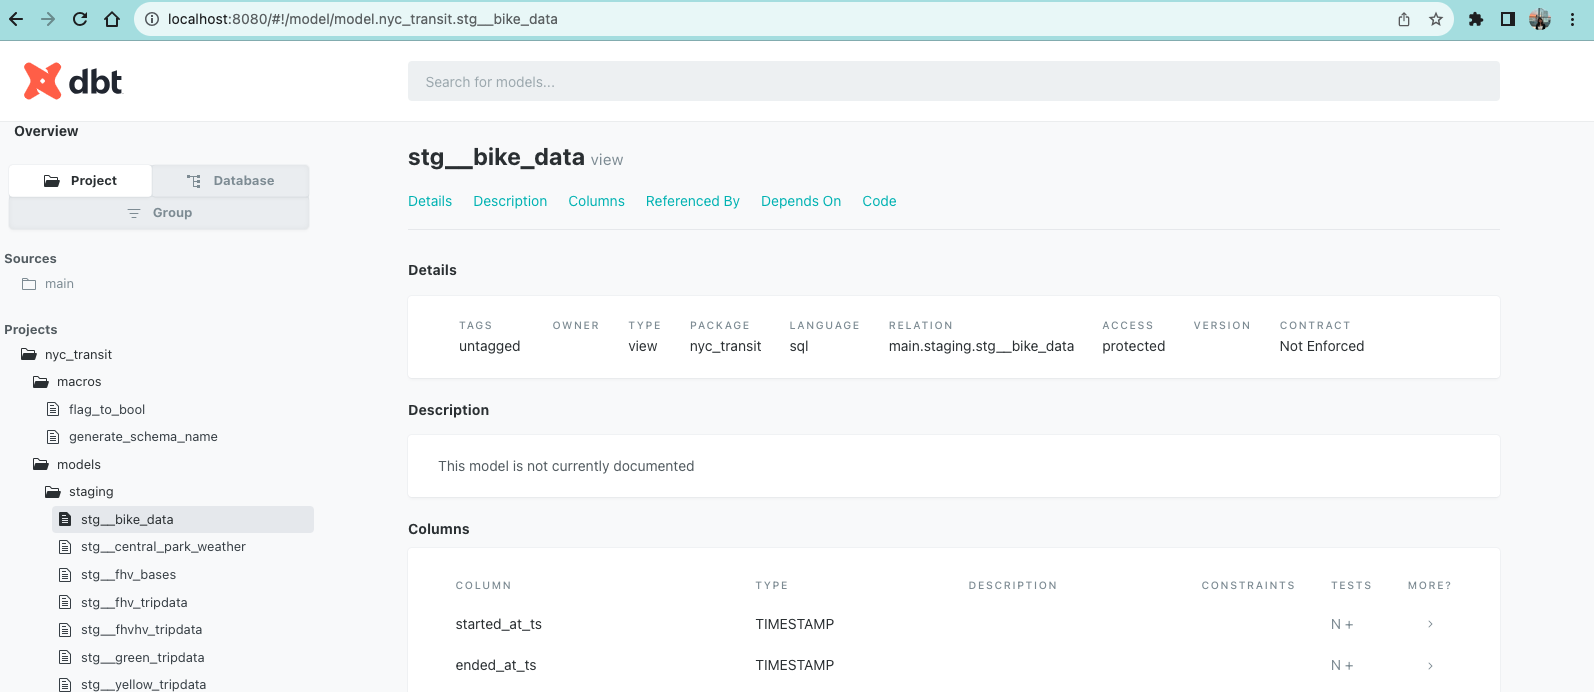 localhost:8080/#!/model/model.nyc_transit.stg__bike_data
dbt
Search for models...
Overview
Project
Database
Group
Sources
main
Projects
nyc_transit
macros
flag_to_bool
generate_schema_name
models
staging
stg__bike_data
stg__central_park_weather
stg__fhv_bases
stg__fhv_tripdata
stg__fhvhv_tripdata
stg__green_tripdata
stg__yellow_tripdata
stg__bike_data view
Details Description Columns Referenced By Depends On Code
Details
TAGS OWNER TYPE PACKAGE LANGUAGE RELATION ACCESS VERSION CONTRACT
untagged view nyc_transit sql main.staging.stg__bike_data protected Not Enforced
Description
This model is not currently documented
Columns
COLUMN TYPE DESCRIPTION CONSTRAINTS TESTS MORE?
started_at_ts TIMESTAMP N +
ended_at_ts TIMESTAMP N +